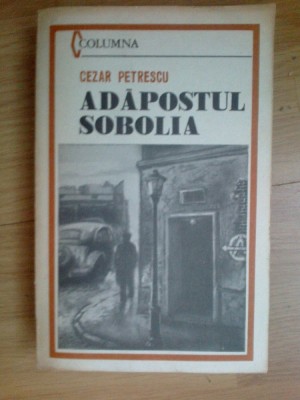 COLUMNA
CEZAR PETRESCU
ADĂPOSTUL
SOBOLIA